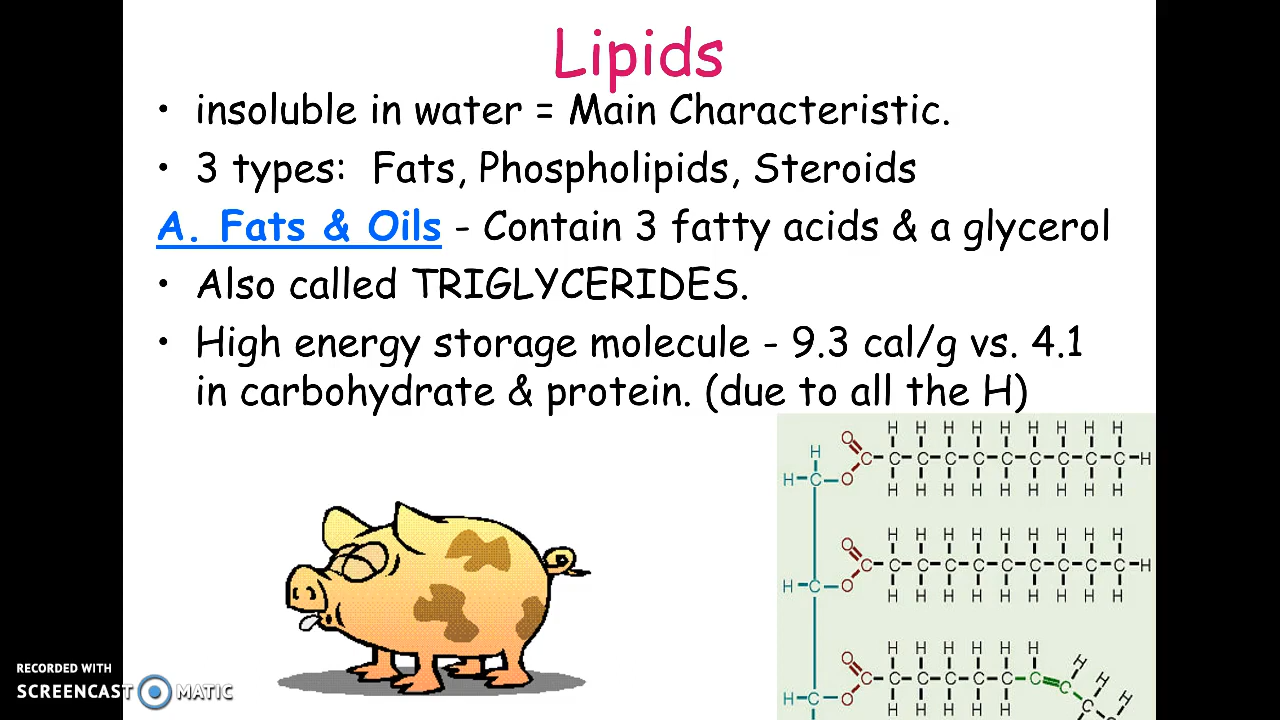 Lipids
• insoluble in water = Main Characteristic.
• 3 types: Fats, Phospholipids, Steroids
A. Fats & Oils - Contain 3 fatty acids & a glycerol
• Also called TRIGLYCERIDES.
• High energy storage molecule - 9.3 cal/g vs. 4.1
in carbohydrate & protein. (due to all the H)
O H H H H H H H H H
H C C C C C C C C C C H
H C O H H H H H H H H H
O H H H H H H H H H
C C C C C C C C C C H
H C O H H H H H H H H H
O H H H H H H H H H
C C C C C C C C H
H C O H H H H H C H
RECORDED WITH
SCREENCAST MATIC